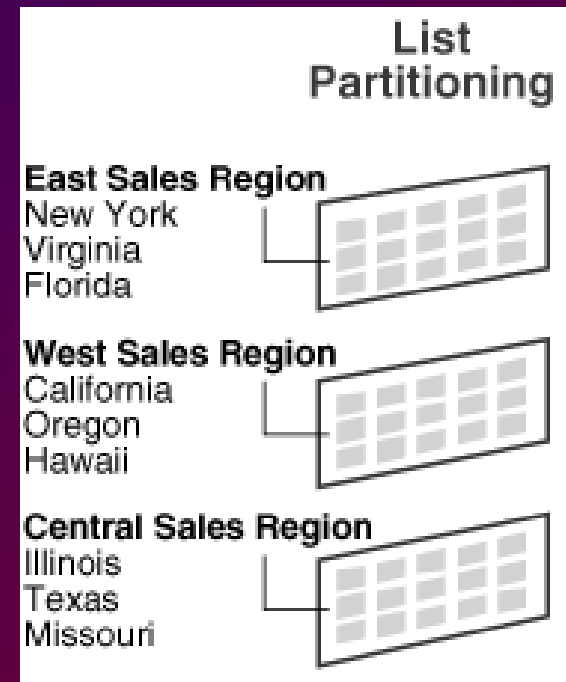 List
Partitioning
East Sales Region
New York
Virginia
Florida
West Sales Region
California
Oregon
Hawaii
Central Sales Region
Illinois
Texas
Missouri